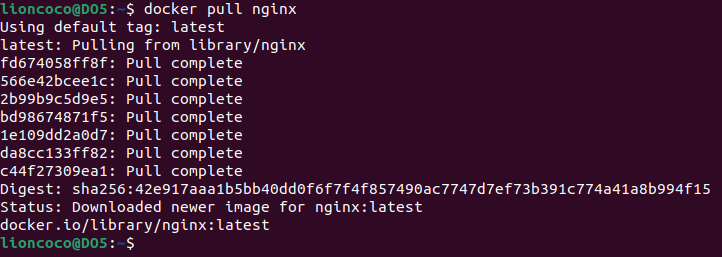 lioncoco@DO5:~$ docker pull nginx
Using default tag: latest
latest: Pulling from library/nginx
fd674058ff8f: Pull complete
566e42bcee1c: Pull complete
2b99b9c5d9e5: Pull complete
bd98674871f5: Pull complete
1e109dd2a0d7: Pull complete
da8cc133ff82: Pull complete
c44f27309ea1: Pull complete
Digest: sha256:42e917aaa1b5bb40dd0f6f7f4f857490ac7747d7ef73b391c774a41a8b994f15
Status: Downloaded newer image for nginx:latest
docker.io/library/nginx:latest
lioncoco@DO5:~$